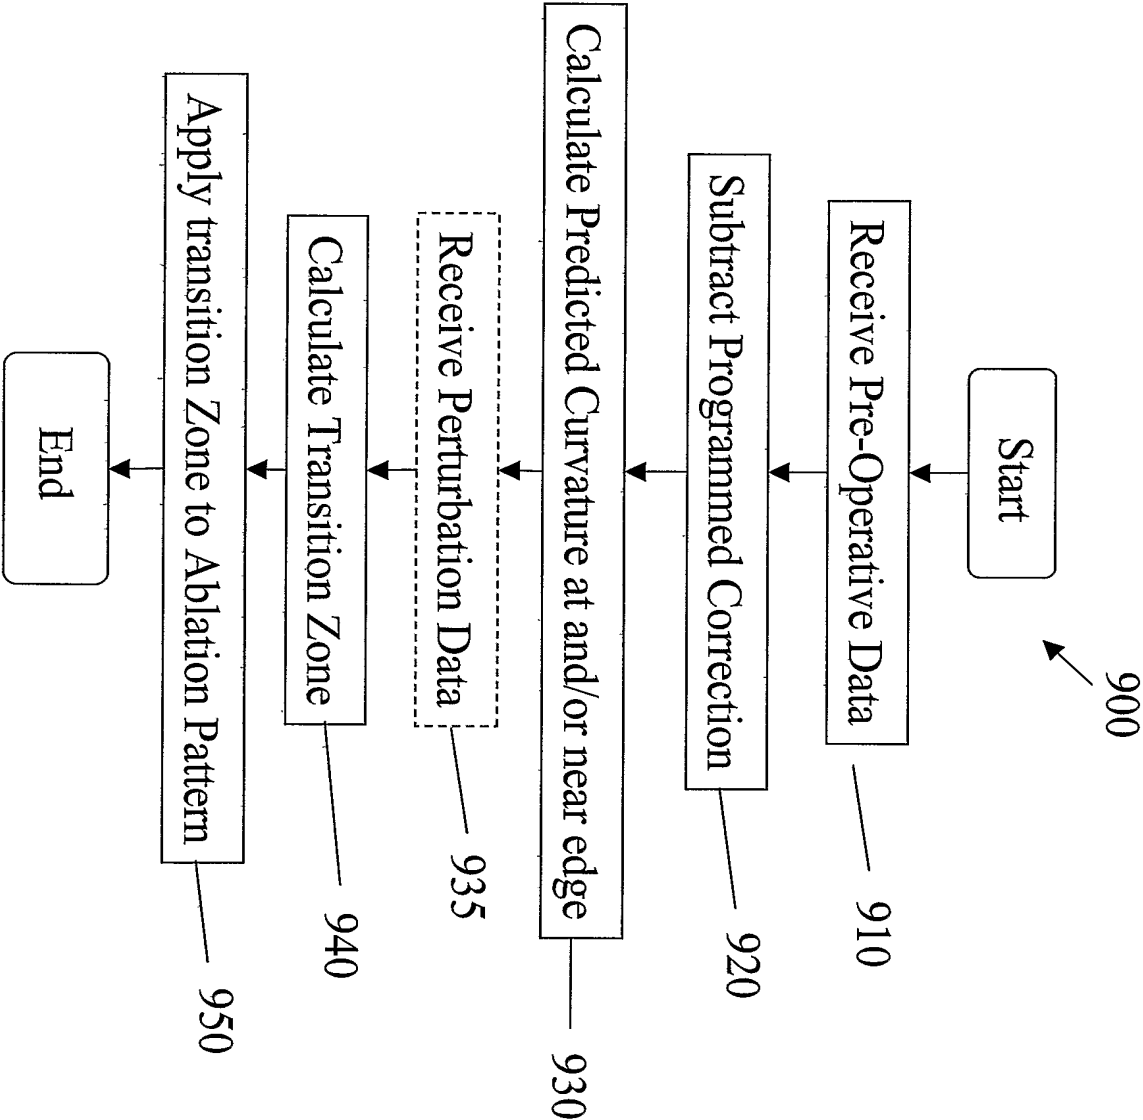 900
Start
Receive Pre-Operative Data
910
Subtract Programmed Correction
920
Calculate Predicted Curvature at and/or near edge
930
Receive Perturbation Data
935
Calculate Transition Zone
940
Apply transition Zone to Ablation Pattern
950
End